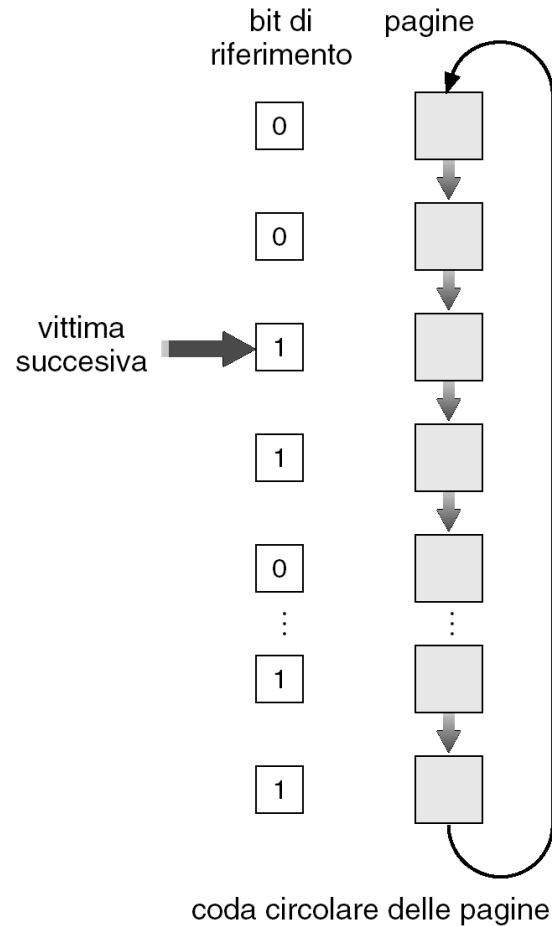 bit di
riferimento
pagine
0
0
vittima
succesiva
1
1
0
⋮
⋮
1
1
coda circolare delle pagine